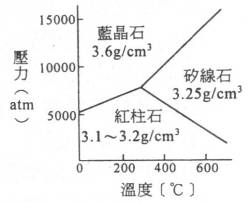 藍晶石
3.6g/cm³
矽線石
3.25g/cm³
紅柱石
3.1～3.2g/cm³
壓力
(atm)
15000
10000
5000
0
200
400
600
溫度〔℃〕